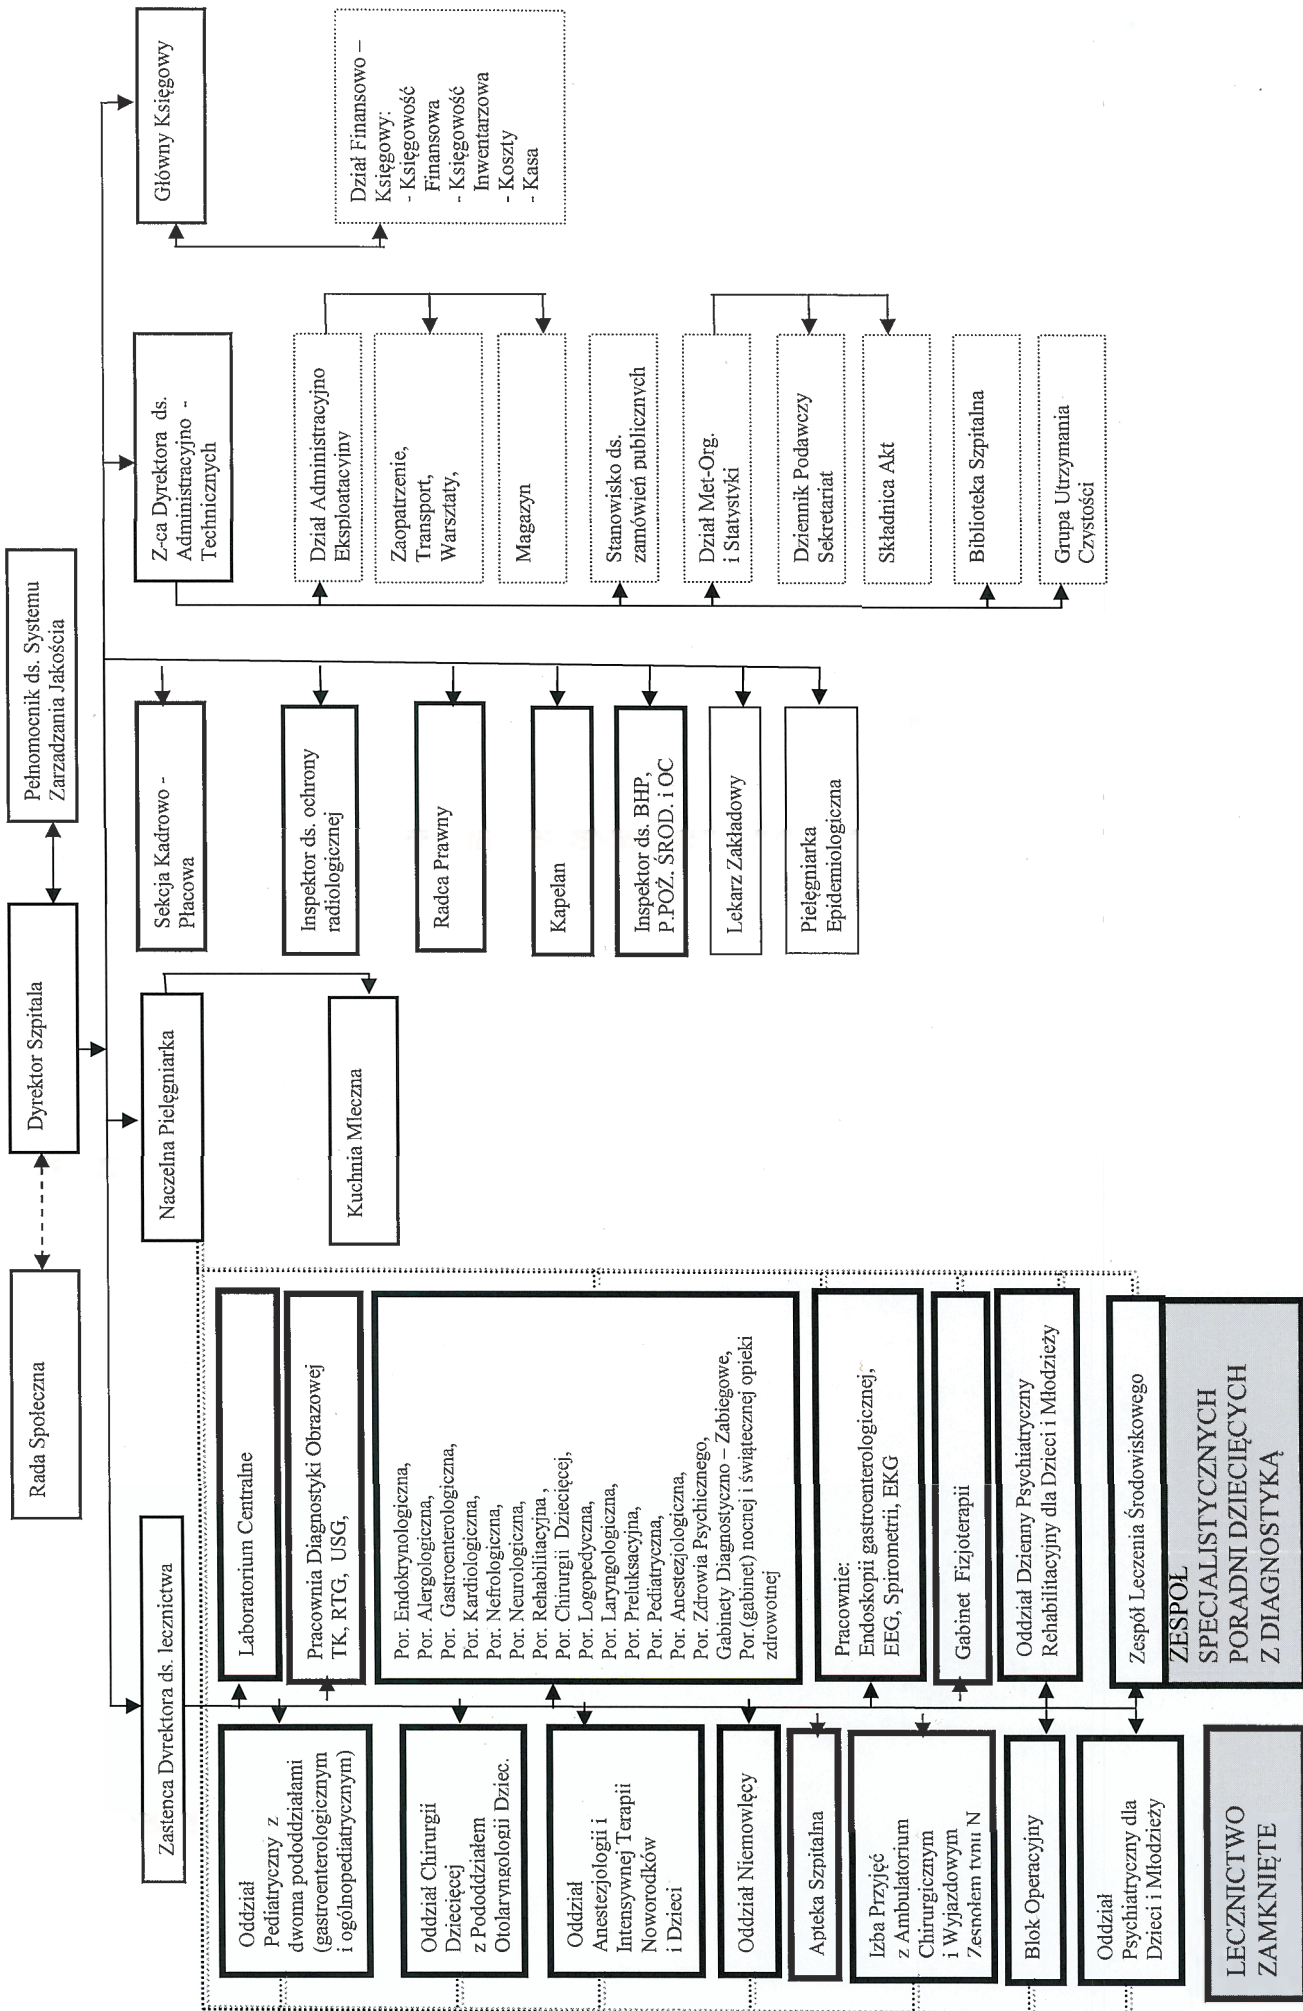 Rada Społeczna
Dyrektor Szpitala
Pełnomocnik ds. Systemu
Zarzadzania Jakościa
Zastenca Dvrektora ds. lecznictwa
Naczelna Pielęgniarka
Kuchnia Mleczna
Sekcja Kadrowo -
Płacowa
Inspektor ds. ochrony
radiologicznej
Radca Prawny
Kapelan
Inspektor ds. BHP,
P.POŻ. ŚROD. i OC
Lekarz Zakładowy
Pielęgniarka
Epidemiologiczna
Z-ca Dyrektora ds.
Administracyjno -
Technicznych
Dział Administracyjno
Eksploatacyjny
Zaopatrzenie,
Transport,
Warsztaty,
Magazyn
Stanowisko ds.
zamówień publicznych
Dział Met-Org.
i Statystyki
Dziennik Podawczy
Sekretariat
Składnica Akt
Biblioteka Szpitalna
Grupa Utrzymania
Czystości
Główny Księgowy
Dział Finansowo –
Księgowy:
- Księgowość
Finansowa
- Księgowość
Inwentarzowa
- Koszty
- Kasa
Oddział
Pediatryczny z
dwoma pododdziałami
(gastroenterologicznym
i ogólnopediatrycznym)
Oddział Chirurgii
Dziecięcej
z Pododdziałem
Otolaryngologii Dziec.
Oddział
Anestezjologii i
Intensywnej Terapii
Noworodków
i Dzieci
Oddział Niemowlęcy
Apteka Szpitalna
Izba Przyjęć
z Ambulatorium
Chirurgicznym
i Wyjazdowym
Zesnołem tvnu N
Blok Operacyjny
Oddział
Psychiatryczny dla
Dzieci i Młodzieży
LECZNICTWO
ZAMKNIĘTE
Laboratorium Centralne
Pracownia Diagnostyki Obrazowej
TK, RTG, USG,
Por. Endokrynologiczna,
Por. Alergologiczna,
Por. Gastroenterologiczna,
Por. Kardiologiczna,
Por. Nefrologiczna,
Por. Neurologiczna,
Por. Rehabilitacyjna ,
Por. Chirurgii Dziecięcej,
Por. Logopedyczna,
Por. Laryngologiczna,
Por. Preluksacyjna,
Por. Pediatryczna,
Por. Anestezjologiczna,
Por. Zdrowia Psychicznego,
Gabinety Diagnostyczno – Zabiegowe,
Por.(gabinet) nocnej i świątecznej opieki
zdrowotnej
Pracownie:
Endoskopii gastroenterologicznej,
EEG, Spirometrii, EKG
Gabinet Fizjoterapii
Oddział Dzienny Psychiatryczny
Rehabilitacyjny dla Dzieci i Młodzieży
Zespół Leczenia Środowiskowego
ZESPÓŁ
SPECJALISTYCZNYCH
PORADNI DZIECIĘCYCH
Z DIAGNOSTYKĄ